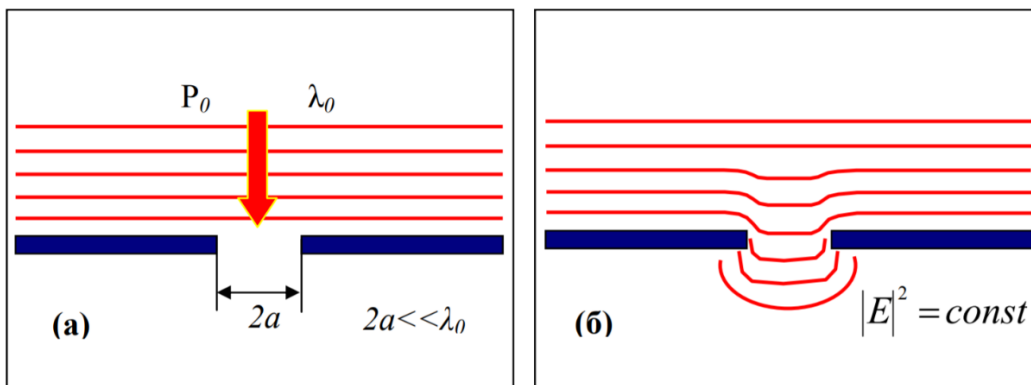 P₀ λ₀
(а) 2a 2a<<λ₀
(б) |E|² = const